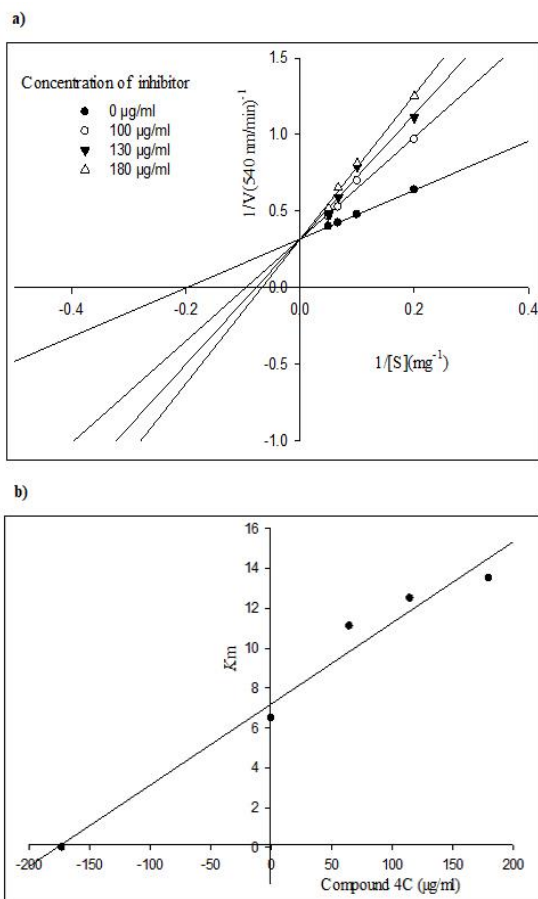 a)
Concentration of inhibitor
0 µg/ml
100 µg/ml
130 µg/ml
180 µg/ml
1/V(540 nm/min)⁻¹
1.5
1.0
0.5
0.0
-0.5
-1.0
-0.4
-0.2
0.0
0.2
0.4
1/[S](mg⁻¹)
b)
Km
16
14
12
10
8
6
4
2
0
-200
-150
-100
-50
0
50
100
150
200
Compound 4C (µg/ml)